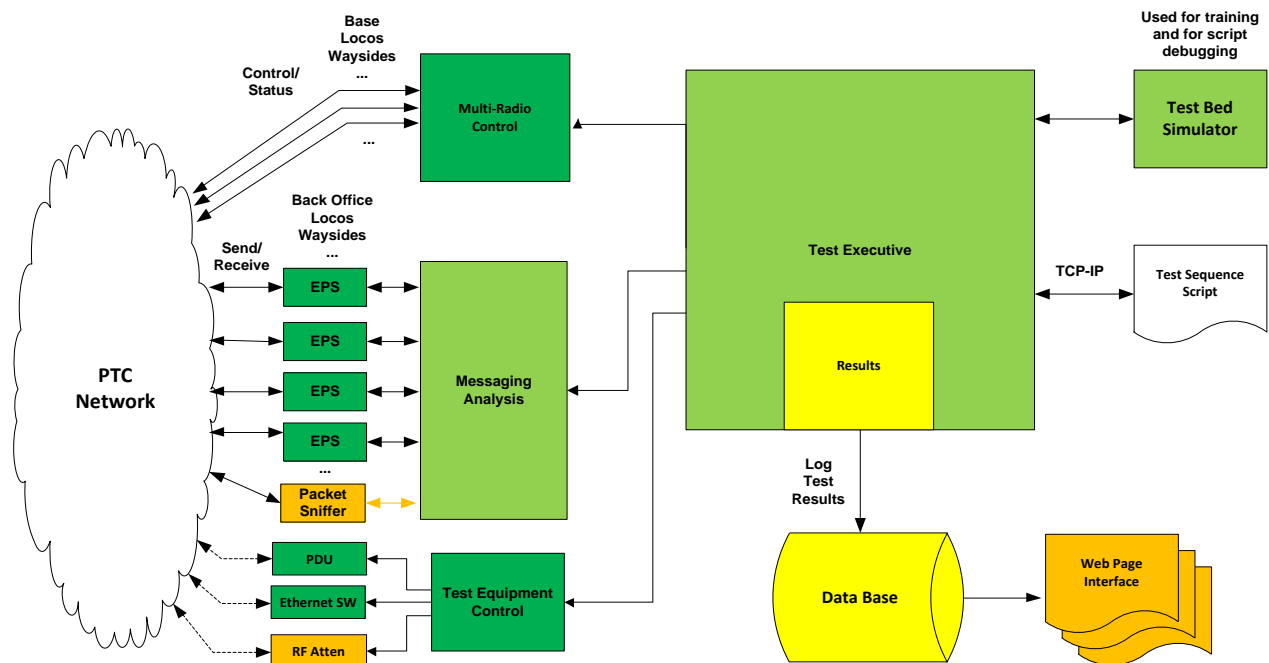 Base
Locos
Waysides
...
Control/
Status
...
Multi-Radio
Control
Used for training
and for script
debugging
Test Bed
Simulator
Test Executive
TCP-IP
Test Sequence
Script
Results
Back Office
Locos
Waysides
...
Send/
Receive
EPS
EPS
EPS
EPS
...
Packet
Sniffer
Messaging
Analysis
PTC
Network
PDU
Ethernet SW
RF Atten
Test Equipment
Control
Log
Test
Results
Data Base
Web Page
Interface